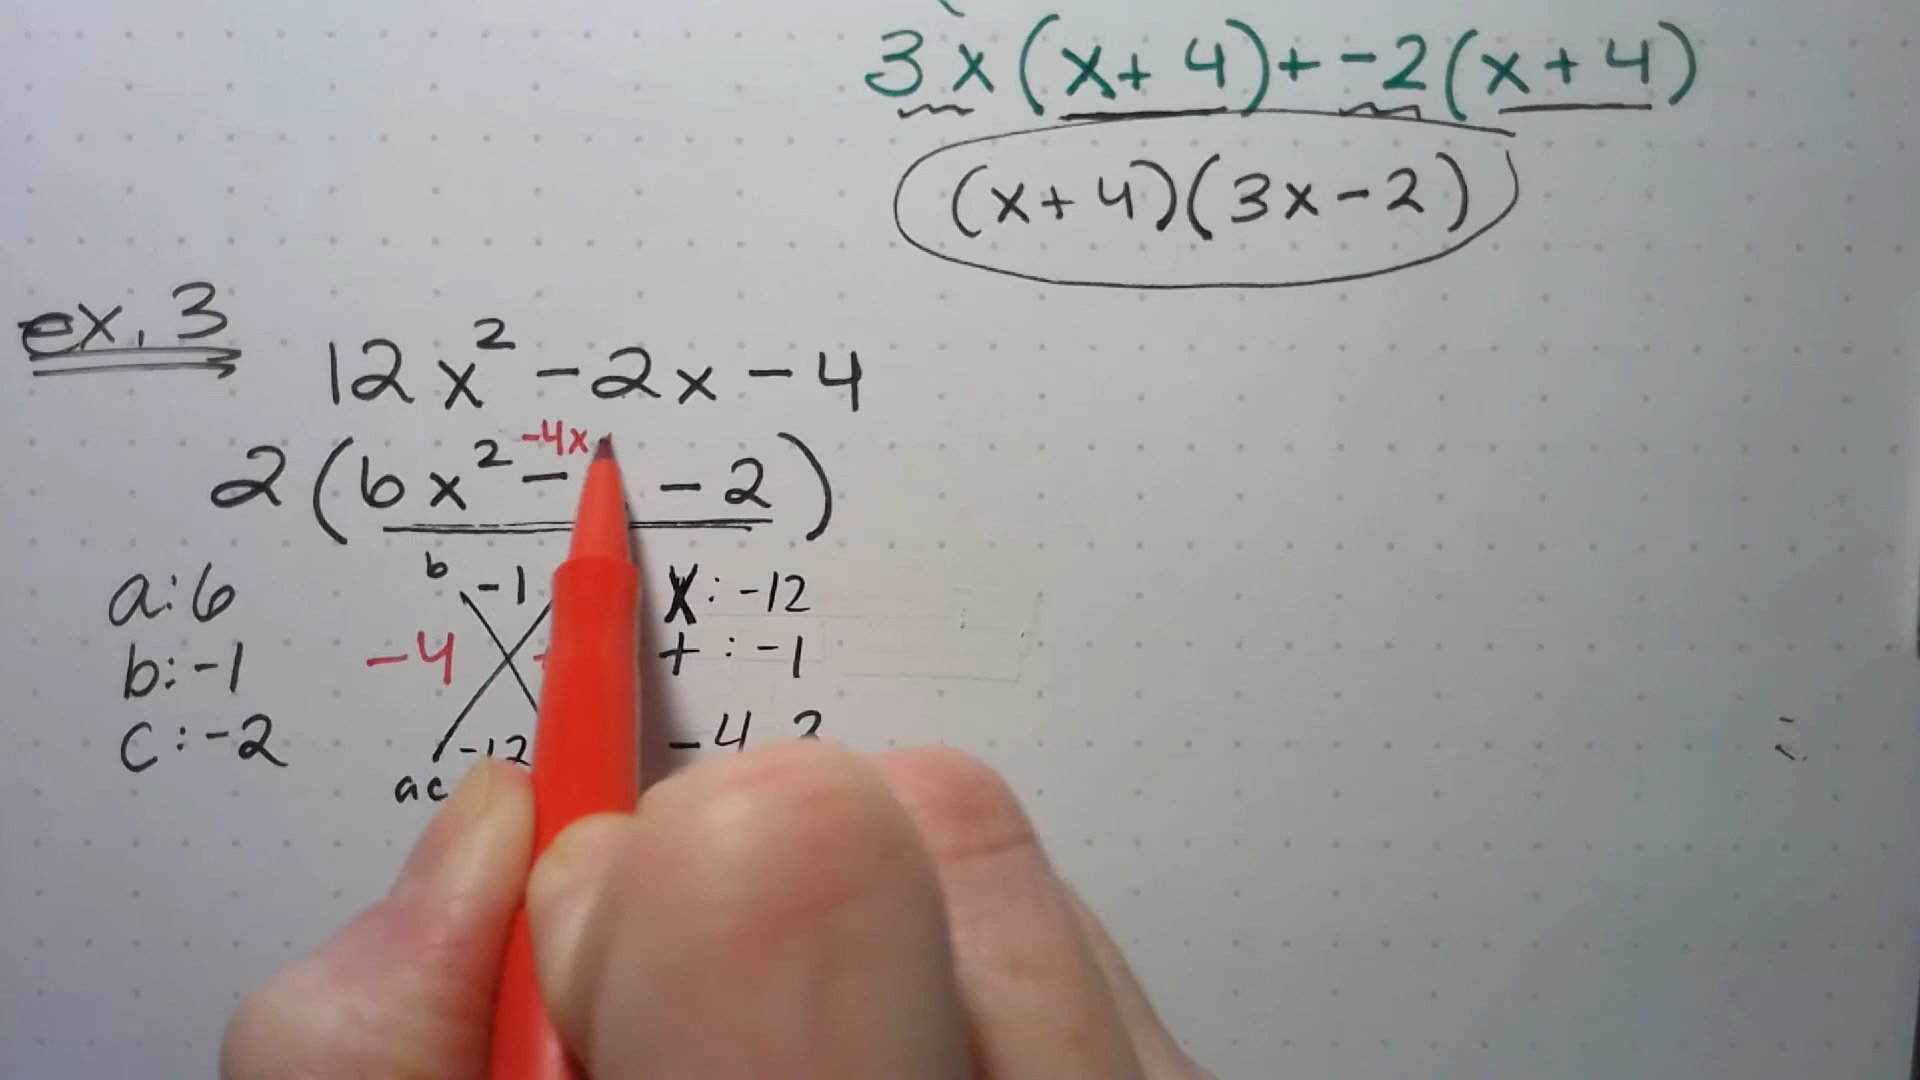 3x(x+4)+-2(x+4)
(x+4)(3x-2)
ex. 3
12x² -2x -4
-4x
2(6x² - -2)
a:6
b:-1
c:-2
b -1
-4
-12
ac
X: -12
+: -1
-4